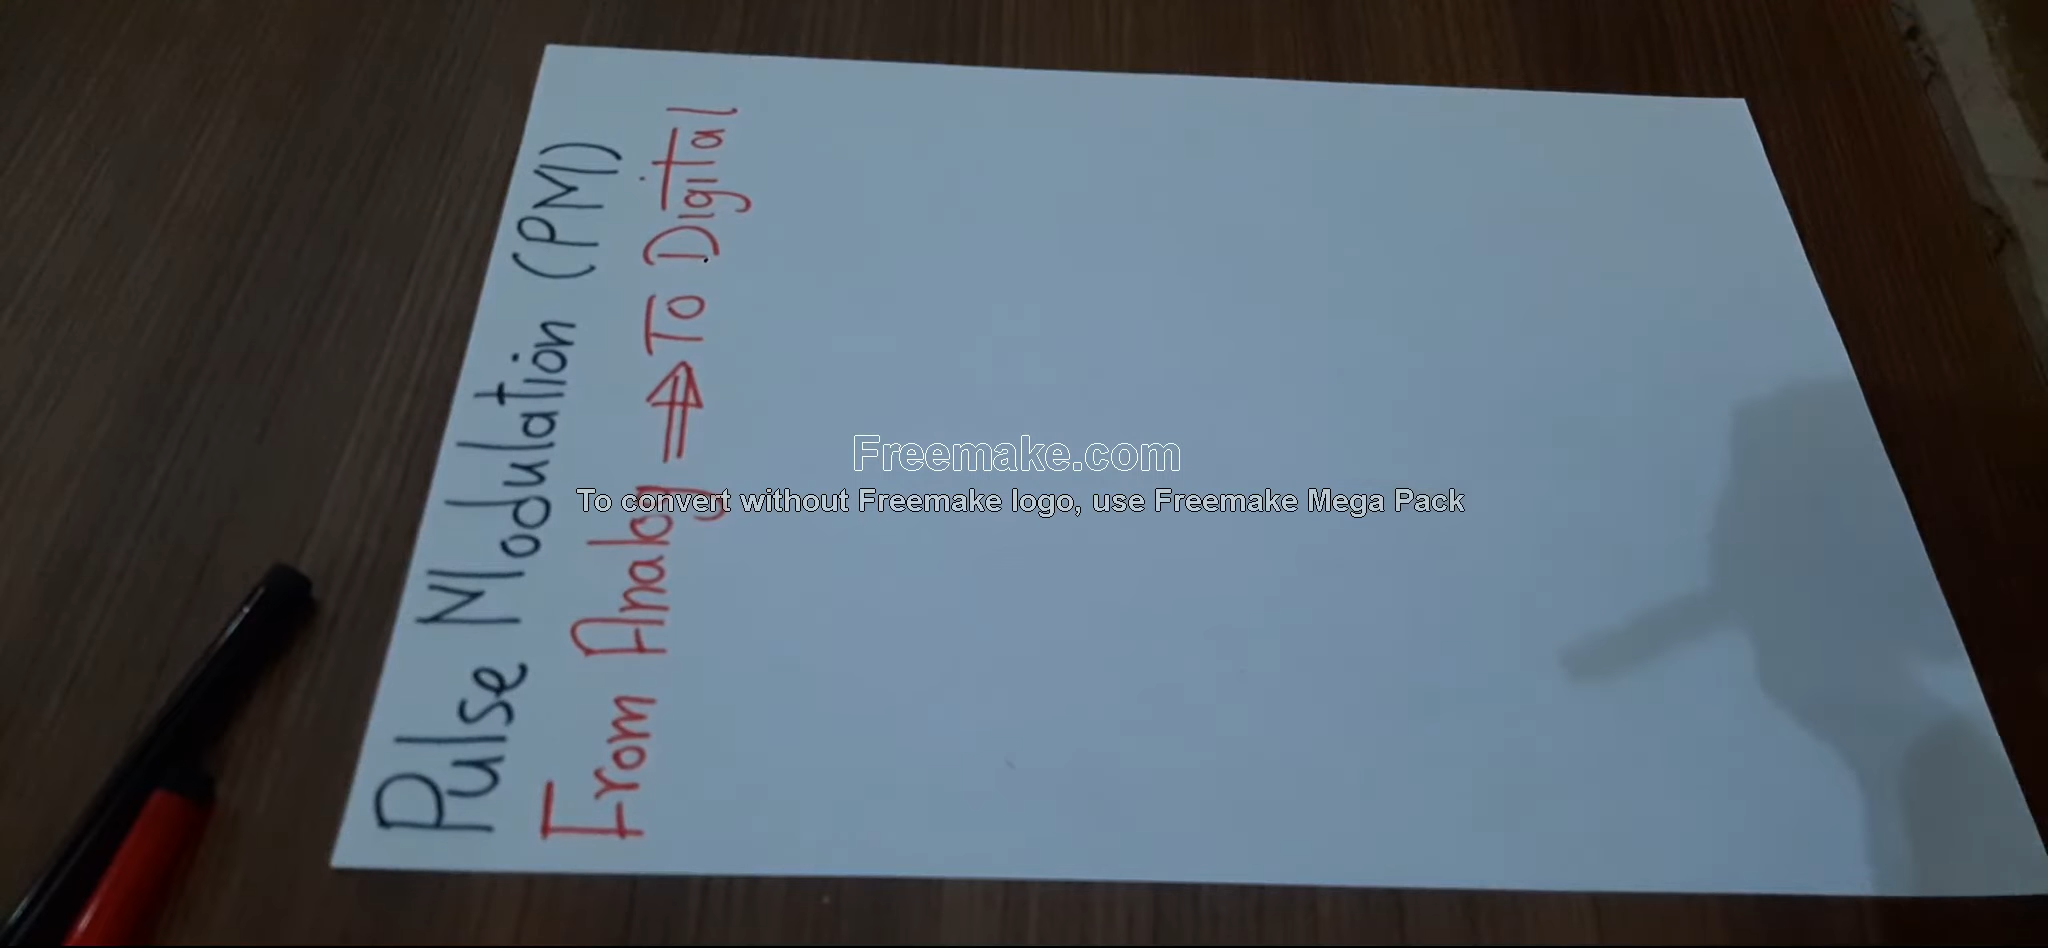 Pulse Modulation (PM)
From Analog ⇒ To Digital
Freemake.com
To convert without Freemake logo, use Freemake Mega Pack